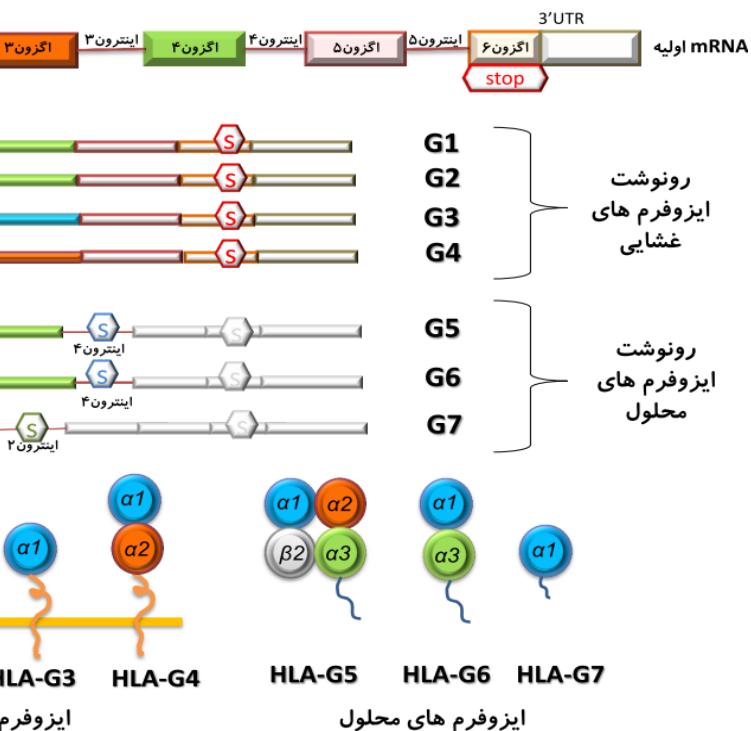 3’UTR
اگزون۳
اینترون۳
اگزون۴
اینترون۴
اگزون۵
اینترون۵
اگزون۶
mRNA اولیه
stop
S
G1
S
G2
S
G3
S
G4
رونوشت
ایزوفرم های
غشایی
S
S
G5
اینترون۴
S
S
G6
اینترون۴
S
S
G7
اینترون۲
رونوشت
ایزوفرم های
محلول
α1
α1
α2
α1
α2
β2
α3
α1
α3
α1
HLA-G3
HLA-G4
HLA-G5
HLA-G6
HLA-G7
ایزوفرم
ایزوفرم های محلول